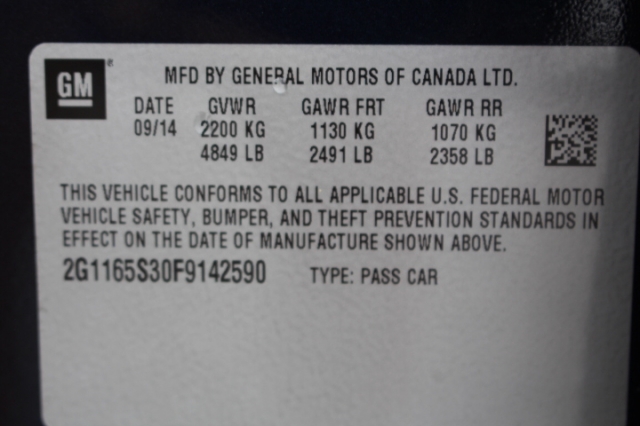 GM
MFD BY GENERAL MOTORS OF CANADA LTD.
DATE GVWR GAWR FRT GAWR RR
09/14 2200 KG 1130 KG 1070 KG
4849 LB 2491 LB 2358 LB
THIS VEHICLE CONFORMS TO ALL APPLICABLE U.S. FEDERAL MOTOR
VEHICLE SAFETY, BUMPER, AND THEFT PREVENTION STANDARDS IN
EFFECT ON THE DATE OF MANUFACTURE SHOWN ABOVE.
2G1165S30F9142590 TYPE: PASS CAR